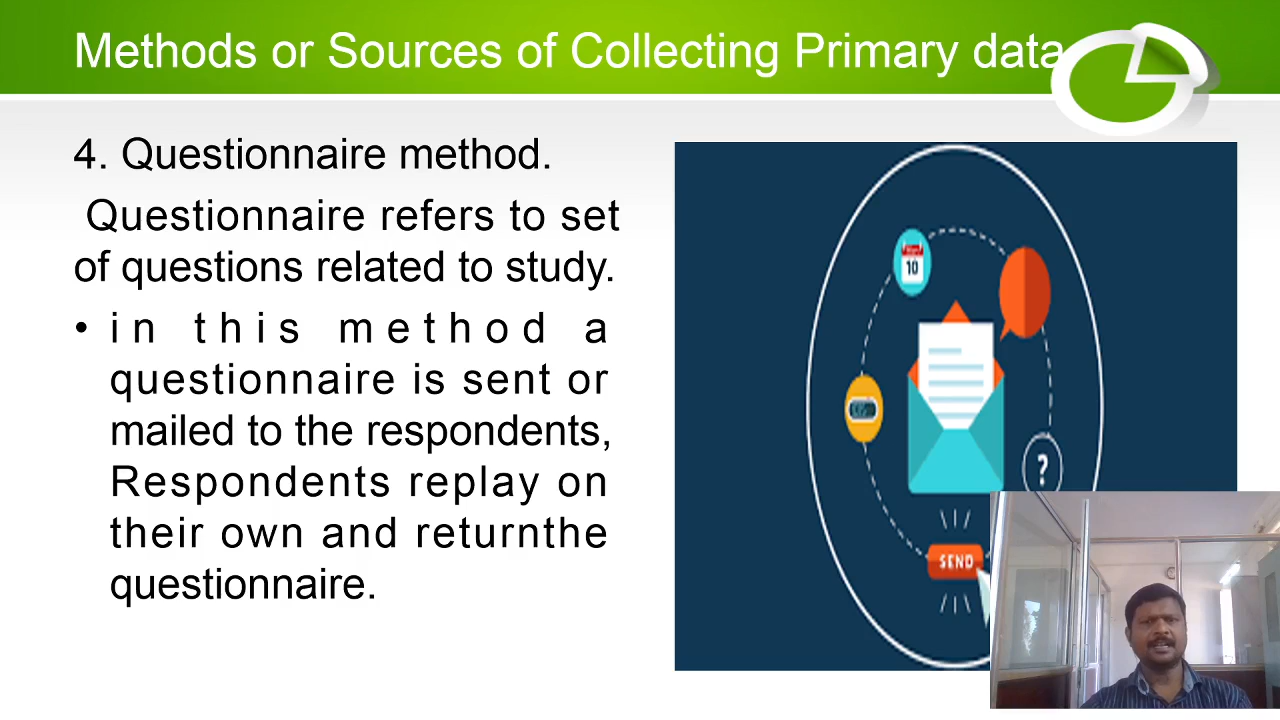 Methods or Sources of Collecting Primary data
4. Questionnaire method.
Questionnaire refers to set
of questions related to study.
• in this method a
questionnaire is sent or
mailed to the respondents,
Respondents replay on
their own and returnthe
questionnaire.
10
?
SEND